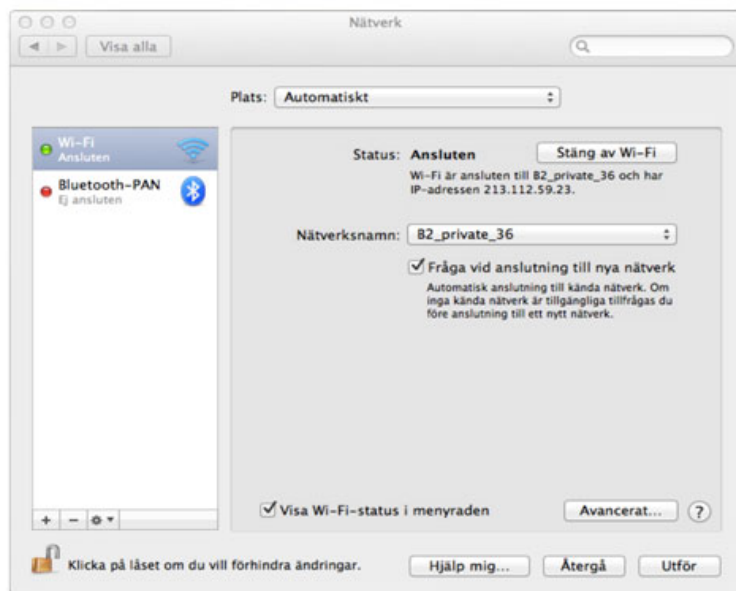 Nätverk
Visa alla
Plats: Automatiskt
Wi-Fi
Ansluten
Bluetooth-PAN
Ej ansluten
Status: Ansluten
Stäng av Wi-Fi
Wi-Fi är ansluten till B2_private_36 och har
IP-adressen 213.112.59.23.
Nätverksnamn: B2_private_36
Fråga vid anslutning till nya nätverk
Automatisk anslutning till kända nätverk. Om
inga kända nätverk är tillgängliga tillfrågas du
före anslutning till ett nytt nätverk.
Visa Wi-Fi-status i menyraden
Avancerat...
?
Klicka på låset om du vill förhindra ändringar.
Hjälp mig...
Återgå
Utför